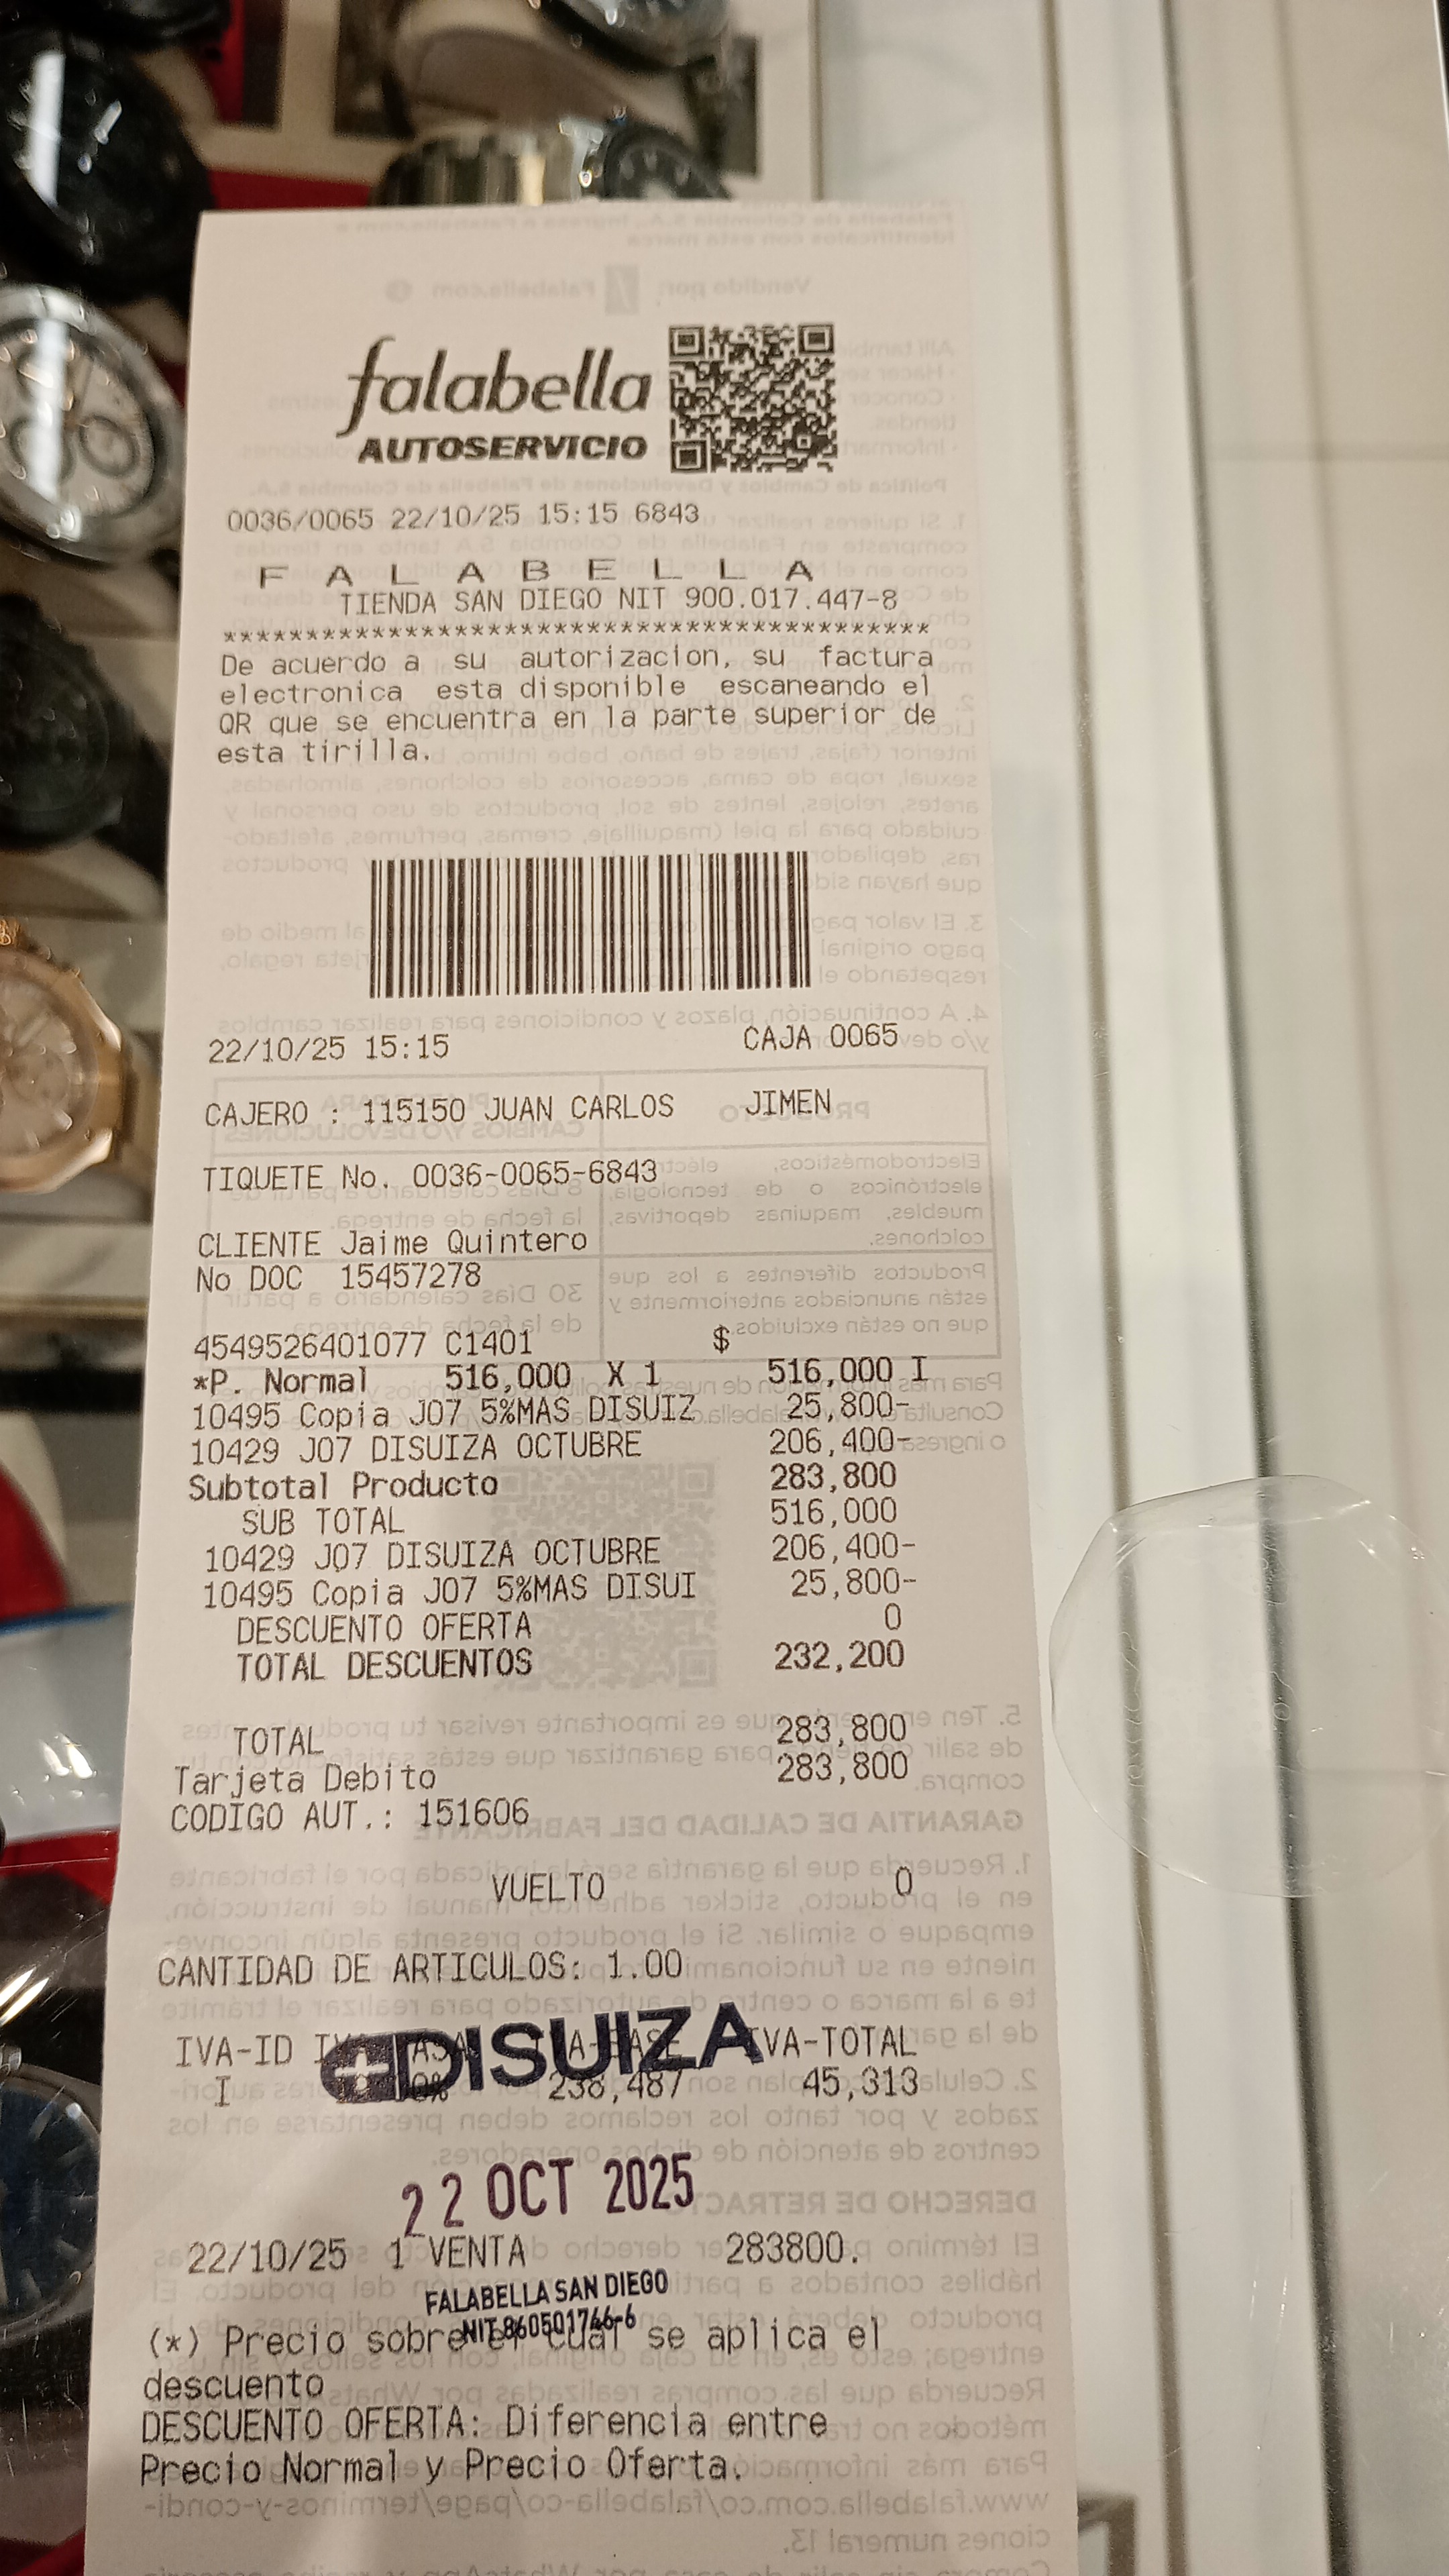 falabella
AUTOSERVICIO
0036/0065 22/10/25 15:15 6843
F A L A B E L L A
TIENDA SAN DIEGO NIT 900.017.447-8
*******************************************
De acuerdo a su autorizacion, su factura
electronica esta disponible escaneando el
QR que se encuentra en la parte superior de
esta tirilla.
22/10/25 15:15 CAJA 0065
CAJERO : 115150 JUAN CARLOS JIMEN
TIQUETE No. 0036-0065-6843
CLIENTE Jaime Quintero
No DOC 15457278
4549526401077 C1401 $
*P. Normal 516,000 X 1 516,000 I
10495 Copia J07 5%MAS DISUIZ 25,800-
10429 J07 DISUIZA OCTUBRE 206,400-
Subtotal Producto 283,800
SUB TOTAL 516,000
10429 J07 DISUIZA OCTUBRE 206,400-
10495 Copia J07 5%MAS DISUI 25,800-
DESCUENTO OFERTA 0
TOTAL DESCUENTOS 232,200
TOTAL 283,800
Tarjeta Debito 283,800
CODIGO AUT.: 151606
VUELTO 0
CANTIDAD DE ARTICULOS: 1.00
IVA-ID IVA-TOTAL
DISUIZA
I 238,487 45,313
22 OCT 2025
22/10/25 1 VENTA 283800.
FALABELLA SAN DIEGO
NIT 860501746-6
(*) Precio sobre el cual se aplica el
descuento
DESCUENTO OFERTA: Diferencia entre
Precio Normal y Precio Oferta.